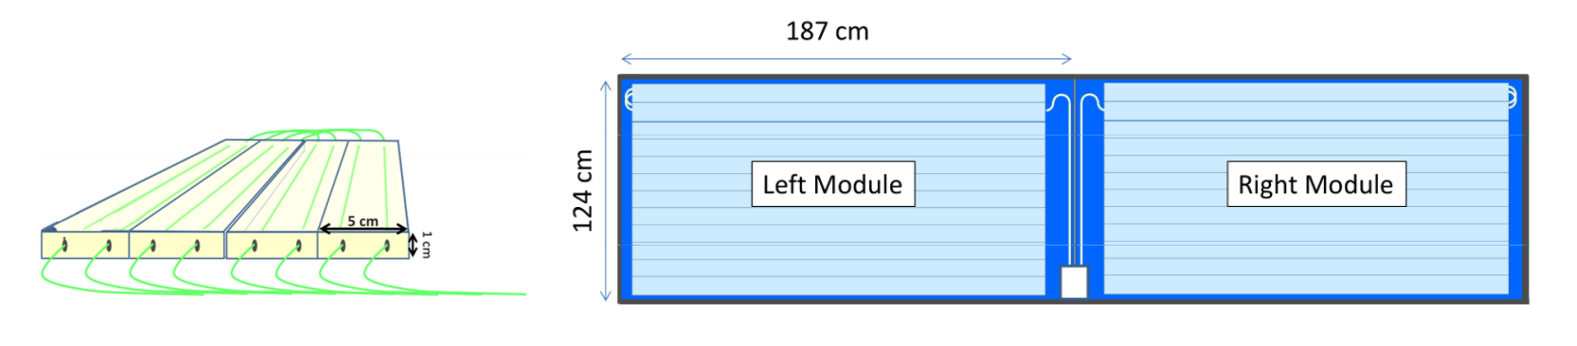 5 cm
1 cm
187 cm
124 cm
Left Module
Right Module